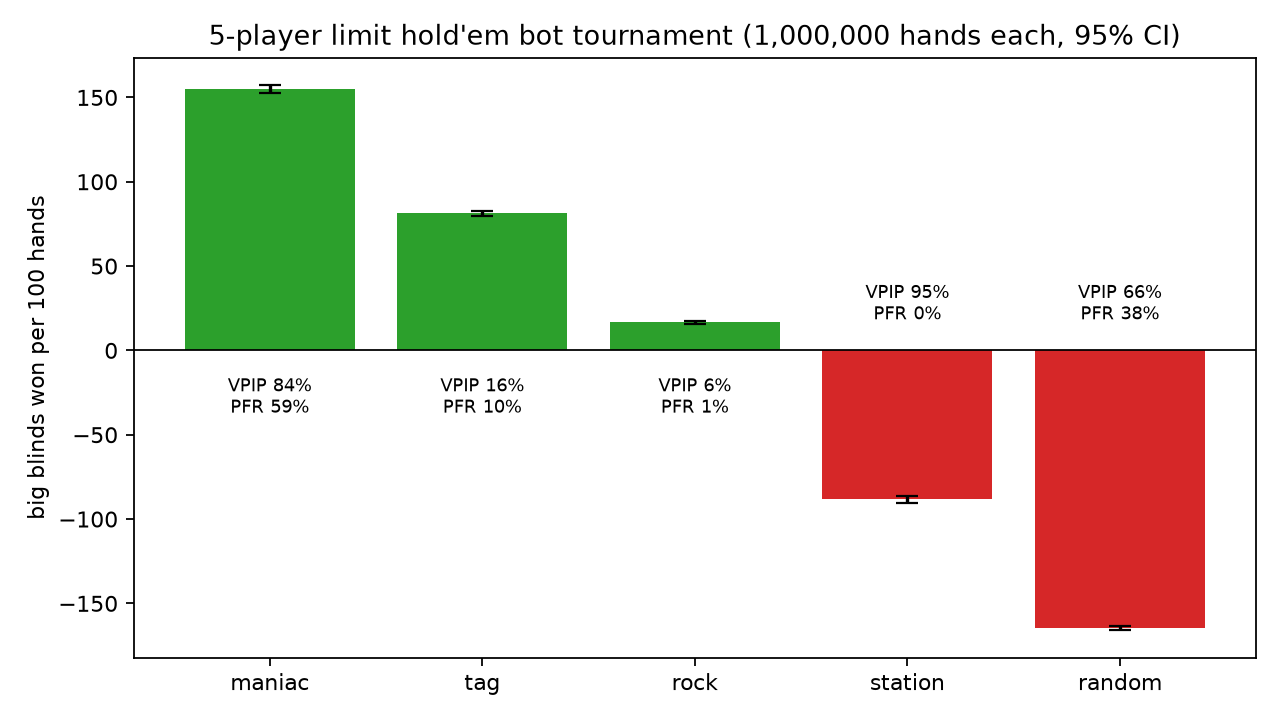 5-player limit hold'em bot tournament (1,000,000 hands each, 95% CI)
big blinds won per 100 hands
150
100
50
0
−50
−100
−150
VPIP 84%
PFR 59%
VPIP 16%
PFR 10%
VPIP 6%
PFR 1%
VPIP 95%
PFR 0%
VPIP 66%
PFR 38%
maniac
tag
rock
station
random